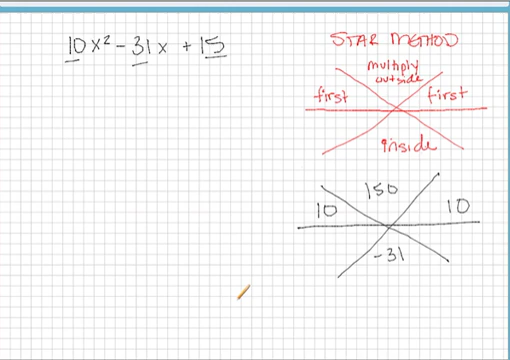 10x² - 31x + 15
STAR METHOD
multiply
outside
first
first
inside
150
10
10
-31